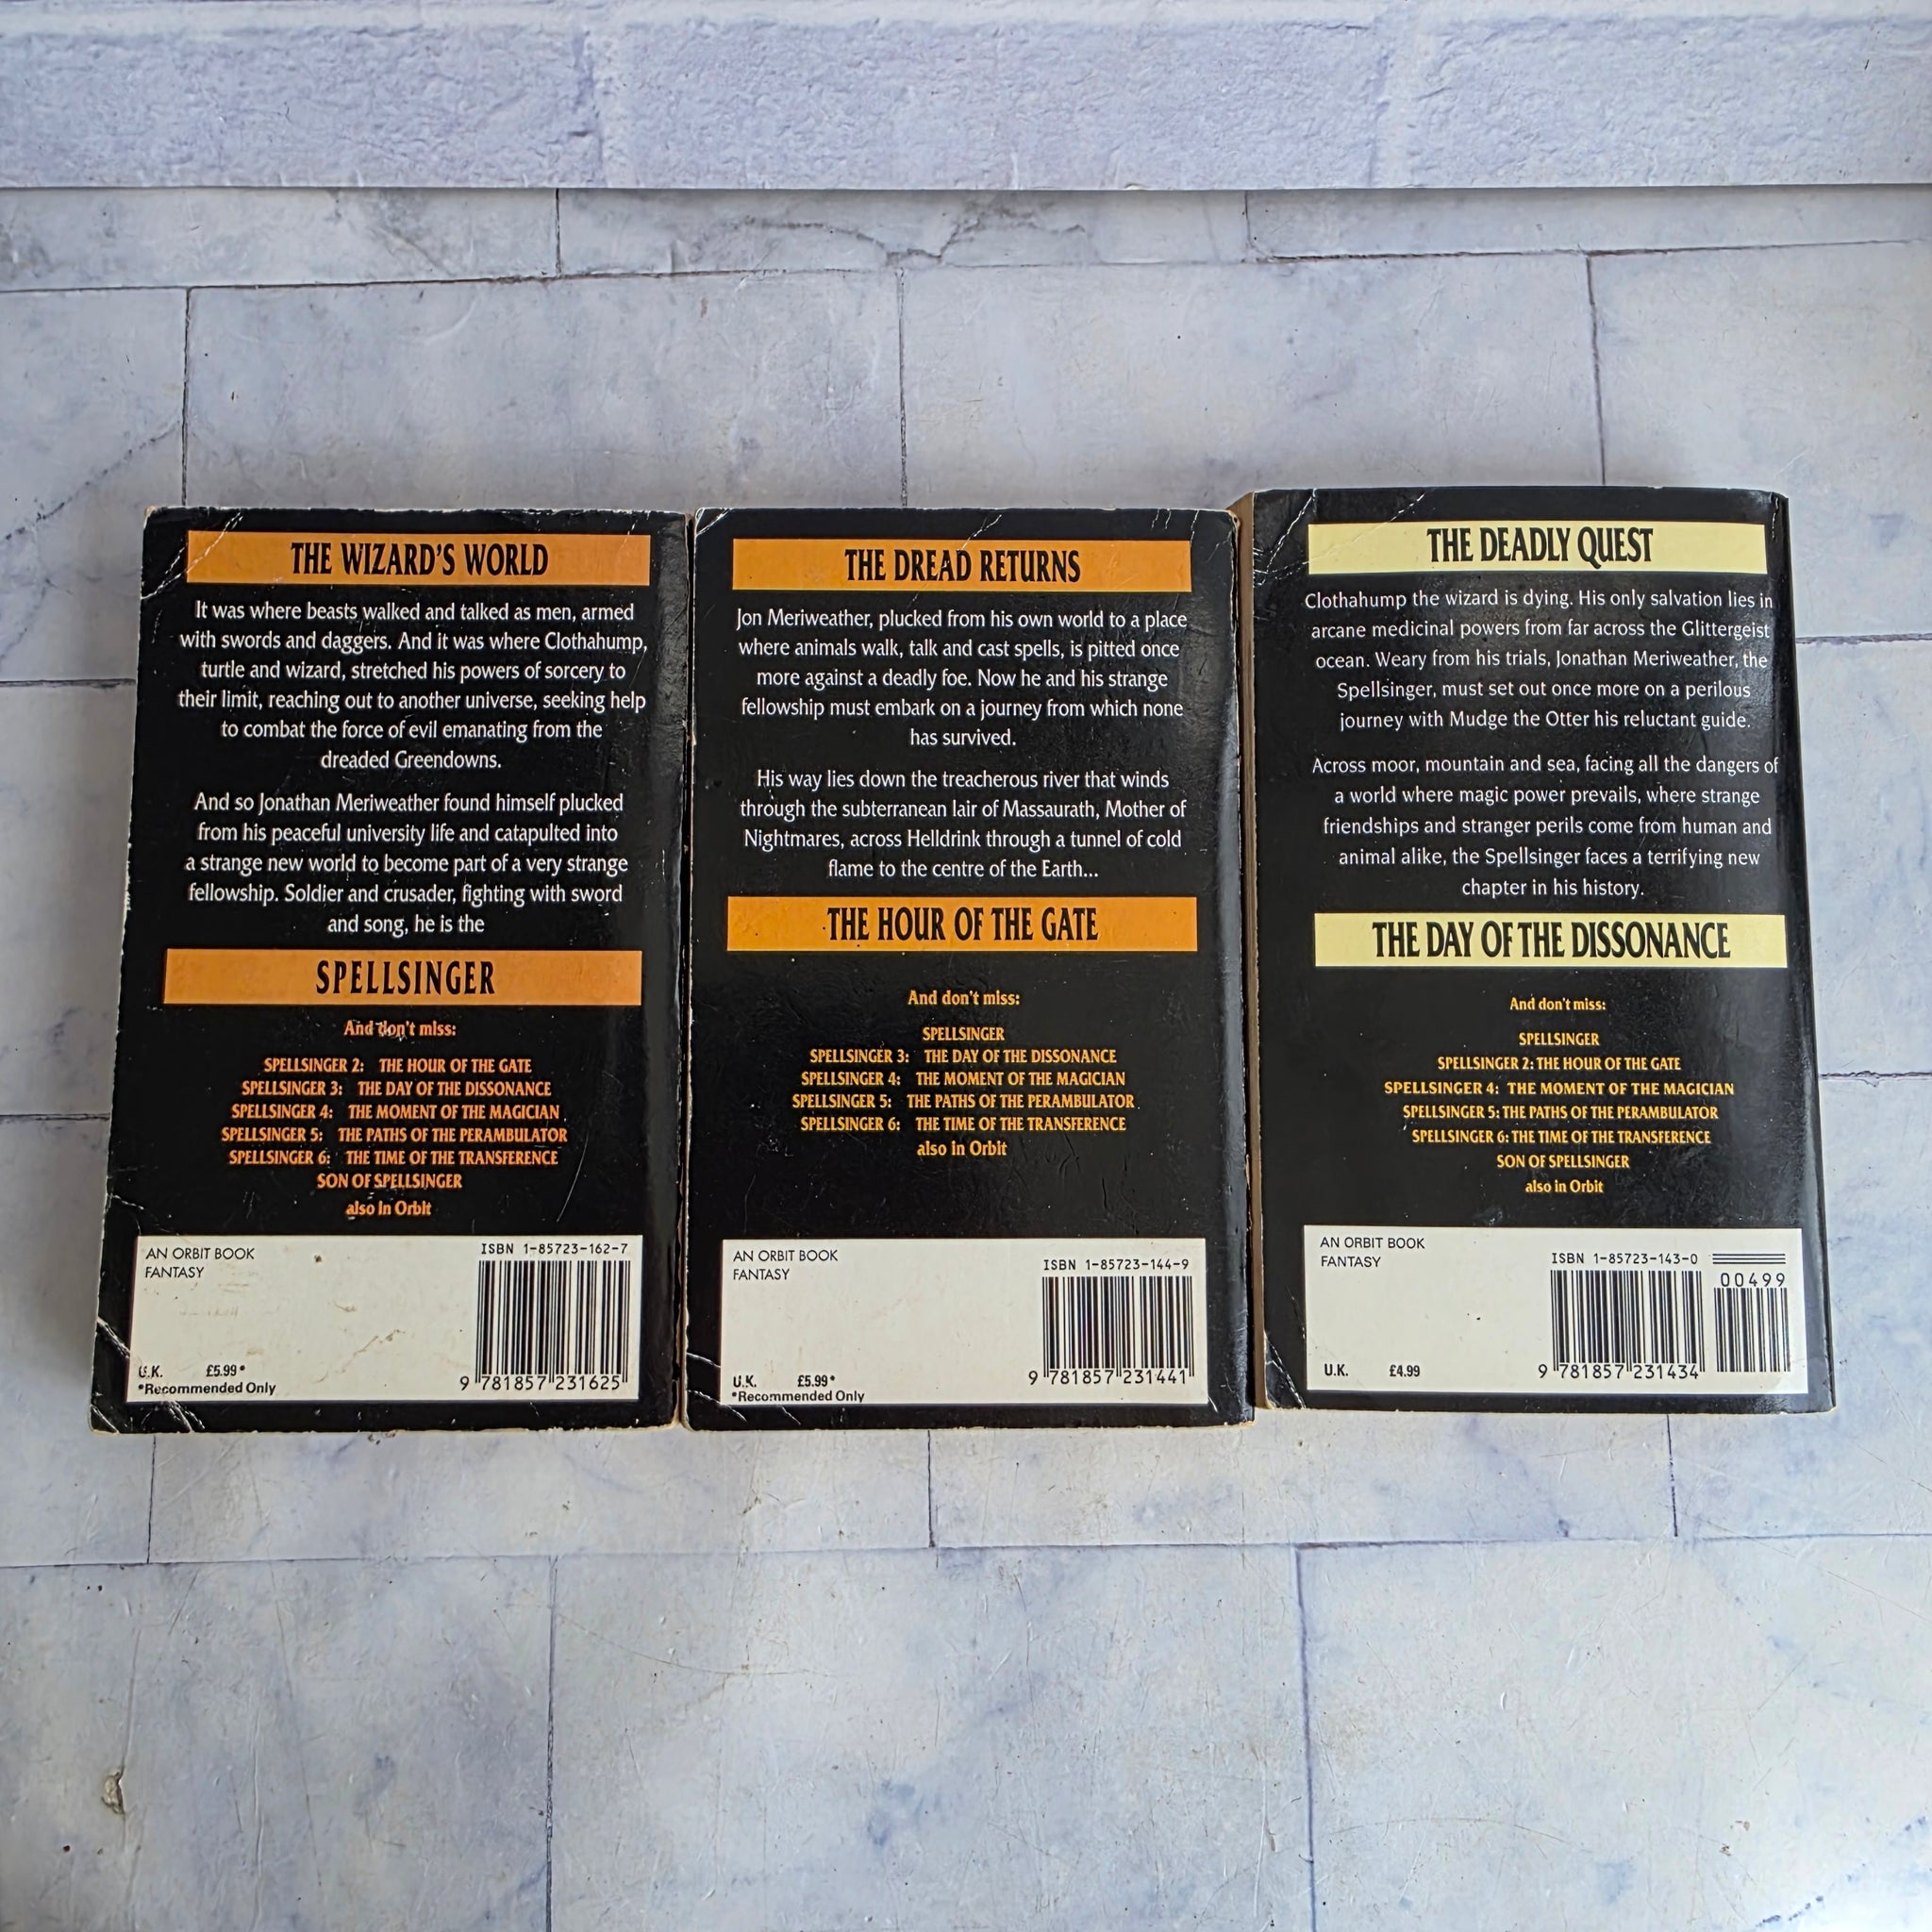 THE WIZARD'S WORLD
It was where beasts walked and talked as men, armed
with swords and daggers. And it was where Clothahump,
turtle and wizard, stretched his powers of sorcery to
their limit, reaching out to another universe, seeking help
to combat the force of evil emanating from the
dreaded Greendowns.
And so Jonathan Meriweather found himself plucked
from his peaceful university life and catapulted into
a strange new world to become part of a very strange
fellowship. Soldier and crusader, fighting with sword
and song, he is the
SPELLSINGER
And don't miss:
SPELLSINGER 2: THE HOUR OF THE GATE
SPELLSINGER 3: THE DAY OF THE DISSONANCE
SPELLSINGER 4: THE MOMENT OF THE MAGICIAN
SPELLSINGER 5: THE PATHS OF THE PERAMBULATOR
SPELLSINGER 6: THE TIME OF THE TRANSFERENCE
SON OF SPELLSINGER
also in Orbit
AN ORBIT BOOK
FANTASY
ISBN 1-85723-162-7
U.K. £5.99*
*Recommended Only
9 781857 231625
THE DREAD RETURNS
Jon Meriweather, plucked from his own world to a place
where animals walk, talk and cast spells, is pitted once
more against a deadly foe. Now he and his strange
fellowship must embark on a journey from which none
has survived.
His way lies down the treacherous river that winds
through the subterranean lair of Massaurath, Mother of
Nightmares, across Helldrink through a tunnel of cold
flame to the centre of the Earth...
THE HOUR OF THE GATE
And don't miss:
SPELLSINGER
SPELLSINGER 3: THE DAY OF THE DISSONANCE
SPELLSINGER 4: THE MOMENT OF THE MAGICIAN
SPELLSINGER 5: THE PATHS OF THE PERAMBULATOR
SPELLSINGER 6: THE TIME OF THE TRANSFERENCE
also in Orbit
AN ORBIT BOOK
FANTASY
ISBN 1-85723-144-9
U.K. £5.99*
*Recommended Only
9 781857 231441
THE DEADLY QUEST
Clothahump the wizard is dying. His only salvation lies in
arcane medicinal powers from far across the Glittergeist
ocean. Weary from his trials, Jonathan Meriweather, the
Spellsinger, must set out once more on a perilous
journey with Mudge the Otter his reluctant guide.
Across moor, mountain and sea, facing all the dangers of
a world where magic power prevails, where strange
friendships and stranger perils come from human and
animal alike, the Spellsinger faces a terrifying new
chapter in his history.
THE DAY OF THE DISSONANCE
And don't miss:
SPELLSINGER
SPELLSINGER 2: THE HOUR OF THE GATE
SPELLSINGER 4: THE MOMENT OF THE MAGICIAN
SPELLSINGER 5: THE PATHS OF THE PERAMBULATOR
SPELLSINGER 6: THE TIME OF THE TRANSFERENCE
SON OF SPELLSINGER
also in Orbit
AN ORBIT BOOK
FANTASY
ISBN 1-85723-143-0
00499
U.K. £4.99
9 781857 231434